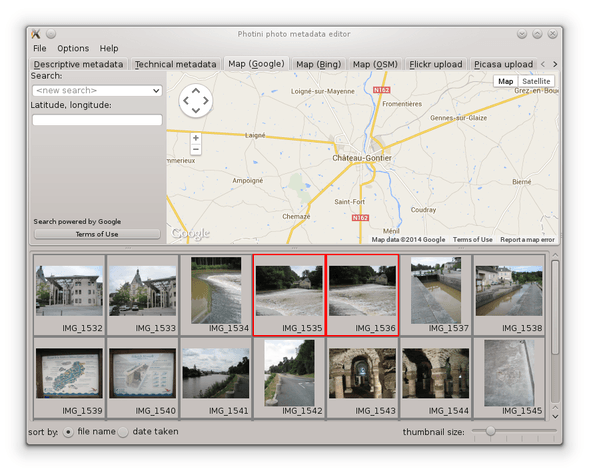 Photini photo metadata editor
File Options Help
Descriptive metadata Technical metadata Map (Google) Map (Bing) Map (OSM) Flickr upload Picasa upload
Search:
<new search>
Latitude, longitude:
Search powered by Google
Terms of Use
Map Satellite
Loigné-sur-Mayenne
N162
Grez-en-Bouè
Fromentières
Gennes-sur-Glaize
Laigné
Château-Gontier
mmerieux
Ampoigné
Bierné
Saint-Fort
Coudray
Chemazé
N162
Ménil
Google
Map data ©2014 Google Terms of Use Report a map error
IMG_1532 IMG_1533 IMG_1534 IMG_1535 IMG_1536 IMG_1537 IMG_1538
IMG_1539 IMG_1540 IMG_1541 IMG_1542 IMG_1543 IMG_1544 IMG_1545
sort by: file name date taken thumbnail size: